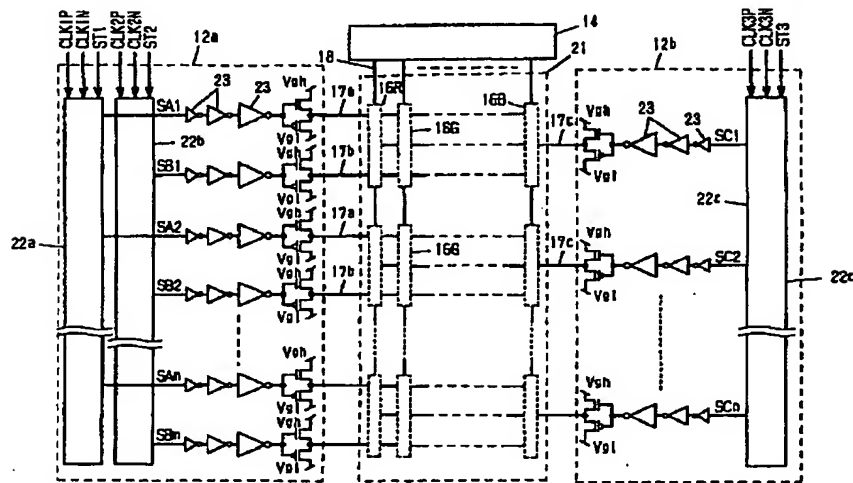 CLK1P
CLK1N
ST1
CLK2P
CLK2N
ST2
12a
14
18
21
12b
CLK3P
CLK3N
ST3
SA1
23
23
Vgh
17a
16R
16B
Vgh
23
23
SC1
22b
Vgl
16G
17c
Vgl
SB1
Vgh
17b
22c
Vgl
22a
SA2
Vgh
17a
16G
17c
Vgh
SC2
22c
Vgl
SB2
Vgh
17b
Vgl
Vgl
SAn
Vgh
Vgh
SCn
Vgl
Vgh
Vgl
SBn
Vgl